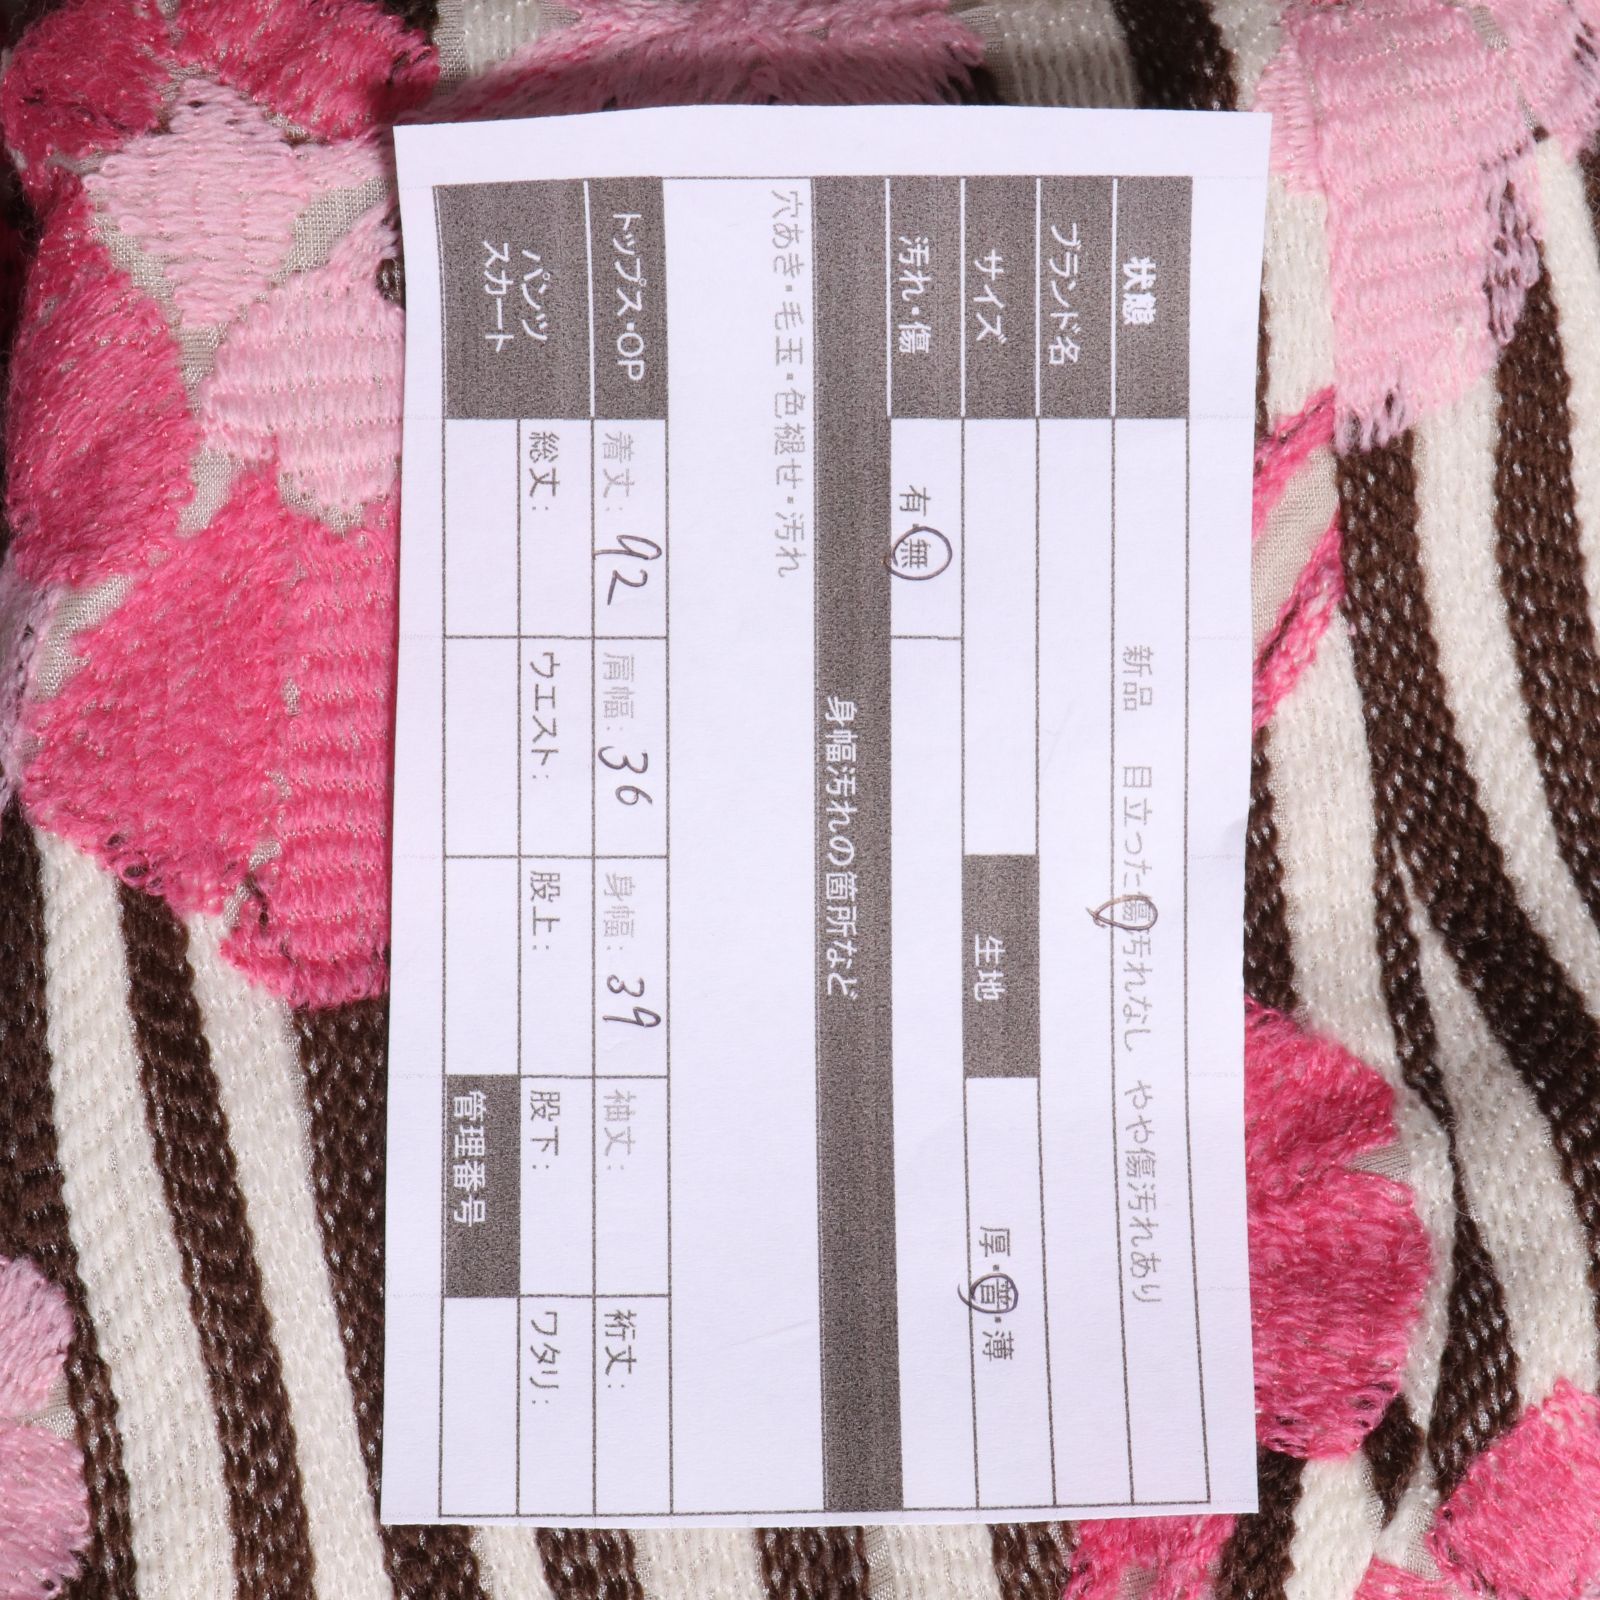 状態 新品 目立った傷汚れなし やや傷汚れあり
ブランド名
サイズ 生地 厚・普・薄
汚れ・傷 有・無
身幅汚れの箇所など
穴あき・毛玉・色褪せ・汚れ
トップス・OP 着丈: 92 肩幅: 36 身幅: 39 袖丈: 裄丈:
パンツ スカート 総丈: ウエスト: 股上: 股下: ワタリ:
管理番号